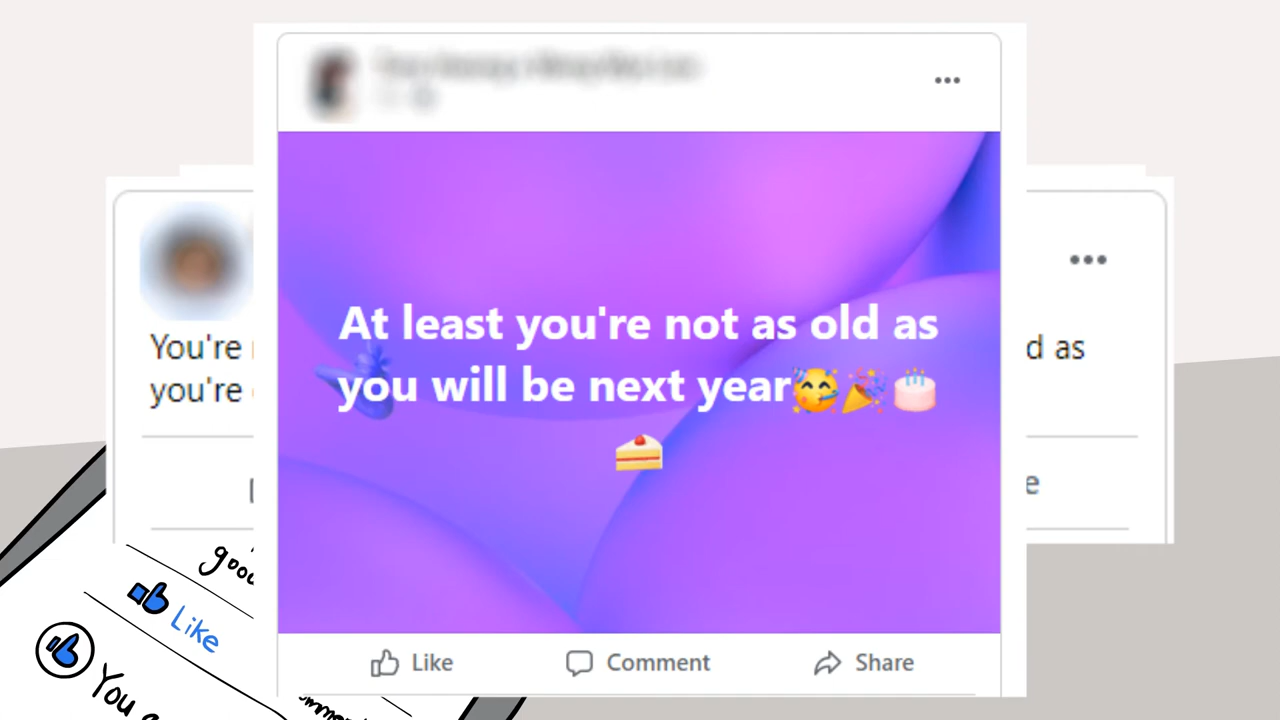 At least you're not as old as
you will be next year🥳🎉🎂
🍰
Like Comment Share
You're
you're
d as
e
good
Like
You